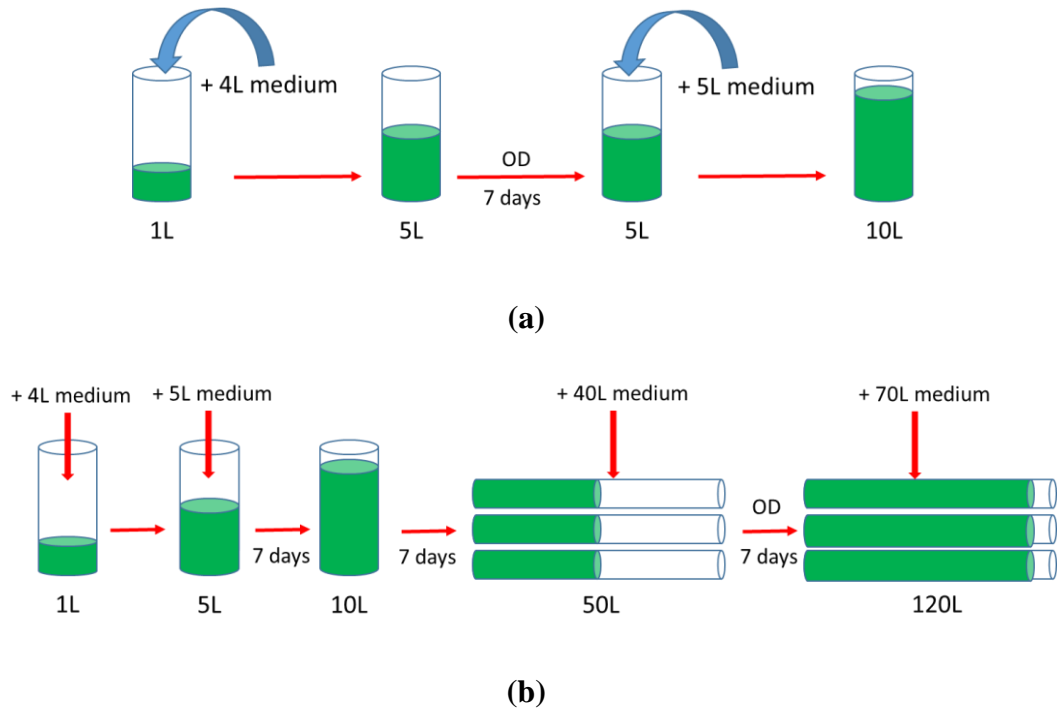 + 4L medium
+ 5L medium
OD
7 days
1L
5L
5L
10L
(a)
+ 4L medium
+ 5L medium
+ 40L medium
+ 70L medium
OD
7 days
7 days
7 days
1L
5L
10L
50L
120L
(b)